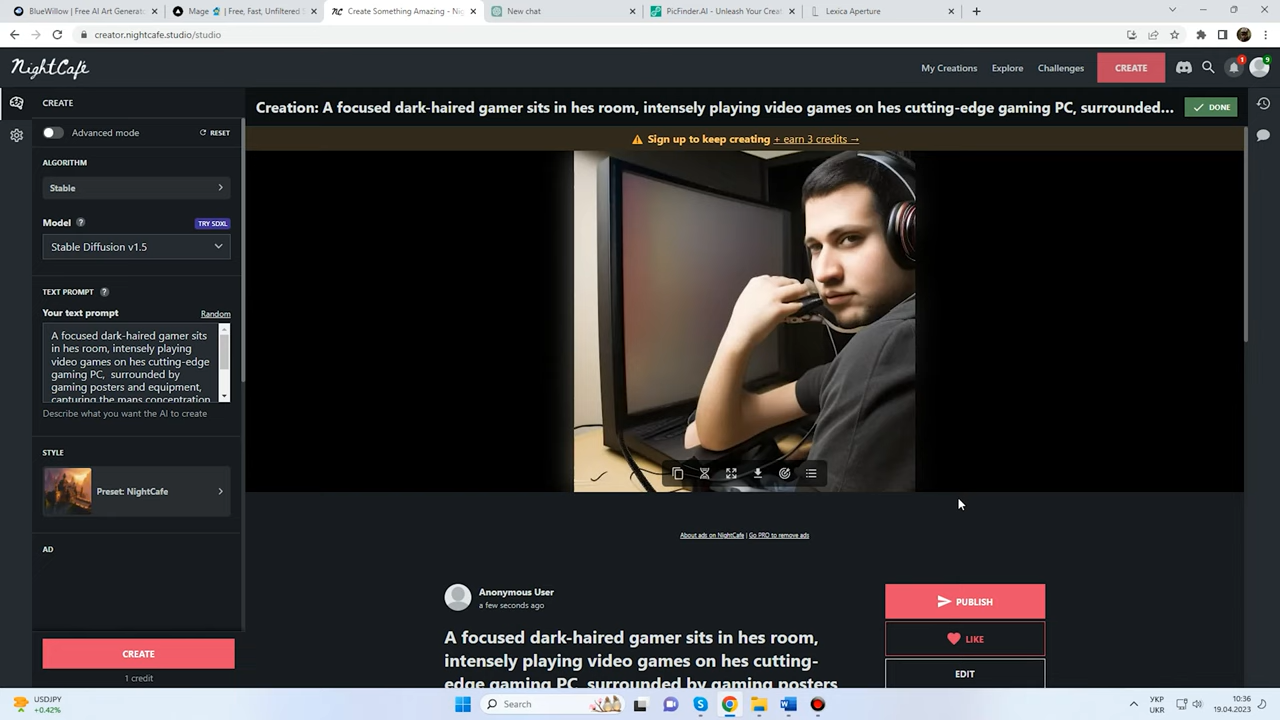 BlueWillow | Free AI Art Generato
Mage | Free, Fast, Unfiltered S
Create Something Amazing - Nig
New chat
PicFinder.AI - Unleash Your Creat
Lexica Aperture
creator.nightcafe.studio/studio
NightCafe
My Creations
Explore
Challenges
CREATE
1
9
CREATE
Creation: A focused dark-haired gamer sits in hes room, intensely playing video games on hes cutting-edge gaming PC, surrounded...
DONE
Advanced mode
RESET
Sign up to keep creating + earn 3 credits →
ALGORITHM
Stable
Model ?
TRY SDXL
Stable Diffusion v1.5
TEXT PROMPT ?
Your text prompt
Random
A focused dark-haired gamer sits
in hes room, intensely playing
video games on hes cutting-edge
gaming PC, surrounded by
gaming posters and equipment,
capturing the mans concentration
Describe what you want the AI to create
STYLE
Preset: NightCafe
AD
CREATE
1 credit
About ads on NightCafe | Go PRO to remove ads
Anonymous User
a few seconds ago
A focused dark-haired gamer sits in hes room,
intensely playing video games on hes cutting-
edge gaming PC, surrounded by gaming posters
PUBLISH
LIKE
EDIT
USDJPY
+0.42%
Search
УКР
UKR
10:36
19.04.2023